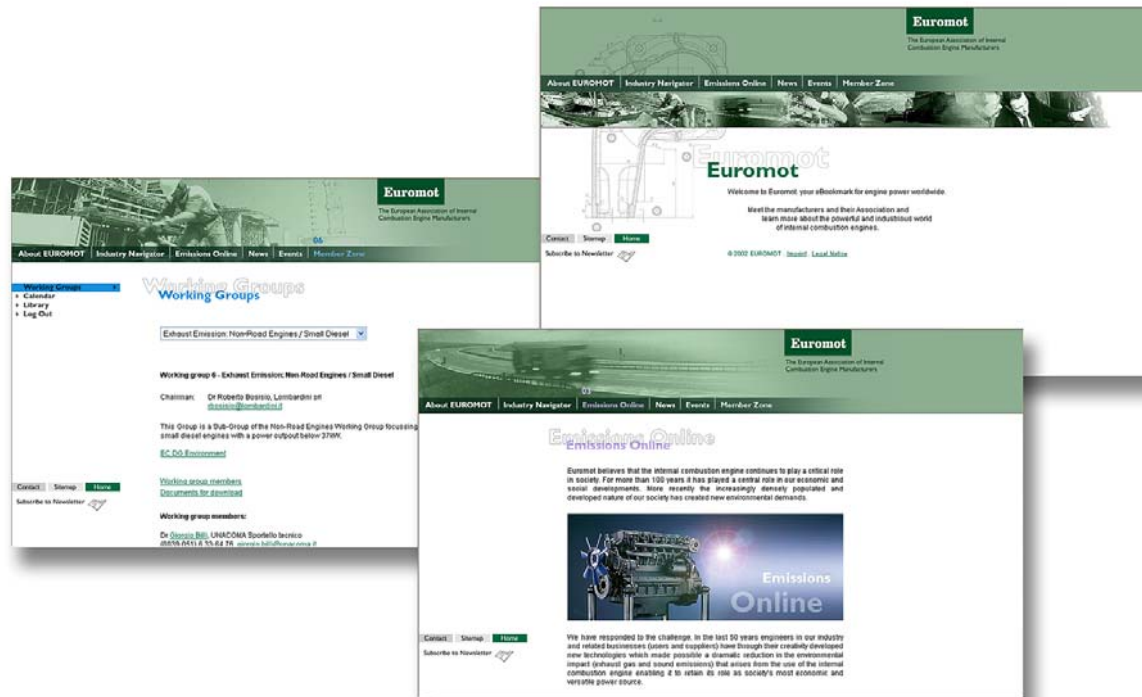 Euromot
The European Association of Internal
Combustion Engine Manufacturers
About EUROMOT Industry Navigator Emissions Online News Events Member Zone
Euromot
Euromot
Welcome to Euromot your eBookmark for engine power worldwide.
Meet the manufacturers and their Association and
learn more about the powerful and industrious world
of internal combustion engines.
Contact Sitemap Home
Subscribe to Newsletter
© 2002 EUROMOT Imprint Legal Notice
Euromot
The European Association of Internal
Combustion Engine Manufacturers
06
About EUROMOT Industry Navigator Emissions Online News Events Member Zone
Working Groups
Calendar
Library
Log Out
Working Groups
Working Groups
Exhaust Emission: Non-Road Engines / Small Diesel
Working group 6 - Exhaust Emission: Non-Road Engines / Small Diesel
Chairman: Dr Roberto Bosisio, Lombardini srl
This Group is a Sub-Group of the Non-Road Engines Working Group focussing
small diesel engines with a power output below 37kW.
EC DG Environment
Working group members
Documents for download
Contact Sitemap Home
Subscribe to Newsletter
Working group members:
Dr Giorgio Billi, UNACOMA Sportello tecnico
Euromot
The European Association of Internal
Combustion Engine Manufacturers
About EUROMOT Industry Navigator Emissions Online News Events Member Zone
Emissions Online
Emissions Online
Euromot believes that the internal combustion engine continues to play a critical role
in society. For more than 100 years it has played a central role in our economic and
social developments. More recently the increasingly densely populated and
developed nature of our society has created new environmental demands.
Emissions
Online
Contact Sitemap Home
Subscribe to Newsletter
We have responded to the challenge. In the last 50 years engineers in our industry
and related businesses (users and suppliers) have through their creativity developed
new technologies which made possible a dramatic reduction in the environmental
impact (exhaust gas and sound emissions) that arises from the use of the internal
combustion engine enabling it to retain its role as society's most economic and
versatile power source.